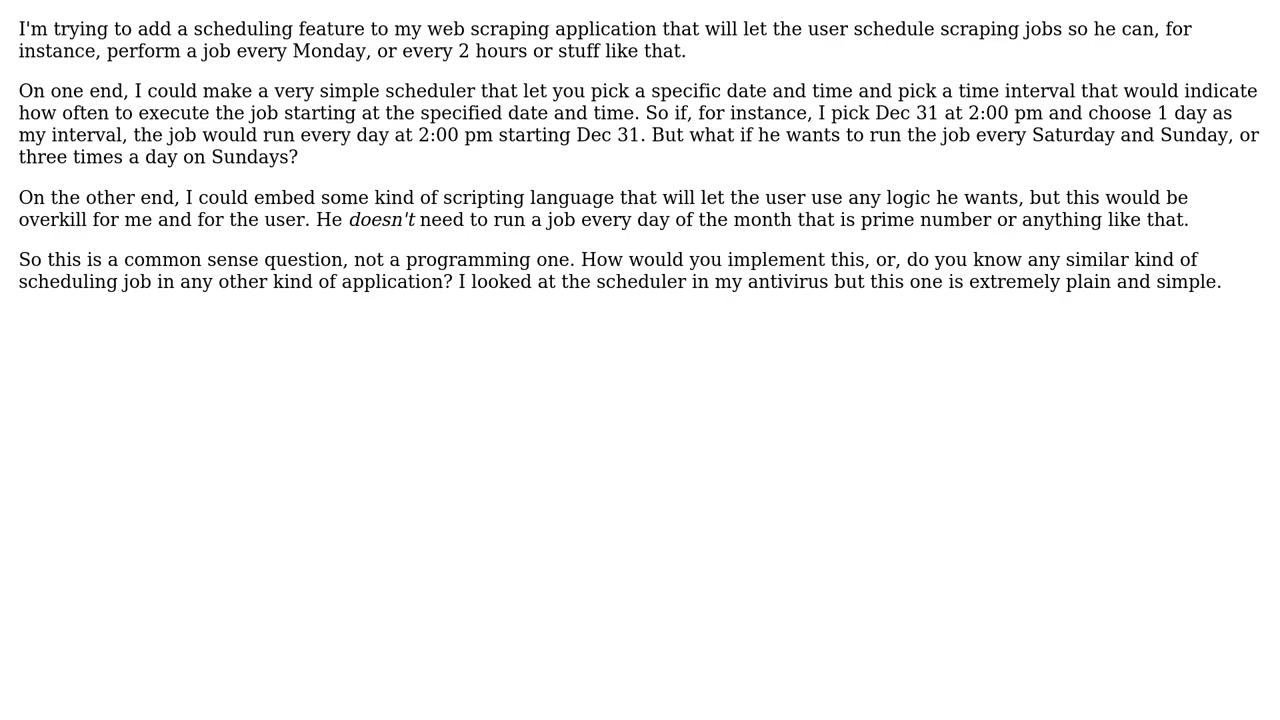 I'm trying to add a scheduling feature to my web scraping application that will let the user schedule scraping jobs so he can, for
instance, perform a job every Monday, or every 2 hours or stuff like that.
On one end, I could make a very simple scheduler that let you pick a specific date and time and pick a time interval that would indicate
how often to execute the job starting at the specified date and time. So if, for instance, I pick Dec 31 at 2:00 pm and choose 1 day as
my interval, the job would run every day at 2:00 pm starting Dec 31. But what if he wants to run the job every Saturday and Sunday, or
three times a day on Sundays?
On the other end, I could embed some kind of scripting language that will let the user use any logic he wants, but this would be
overkill for me and for the user. He doesn't need to run a job every day of the month that is prime number or anything like that.
So this is a common sense question, not a programming one. How would you implement this, or, do you know any similar kind of
scheduling job in any other kind of application? I looked at the scheduler in my antivirus but this one is extremely plain and simple.